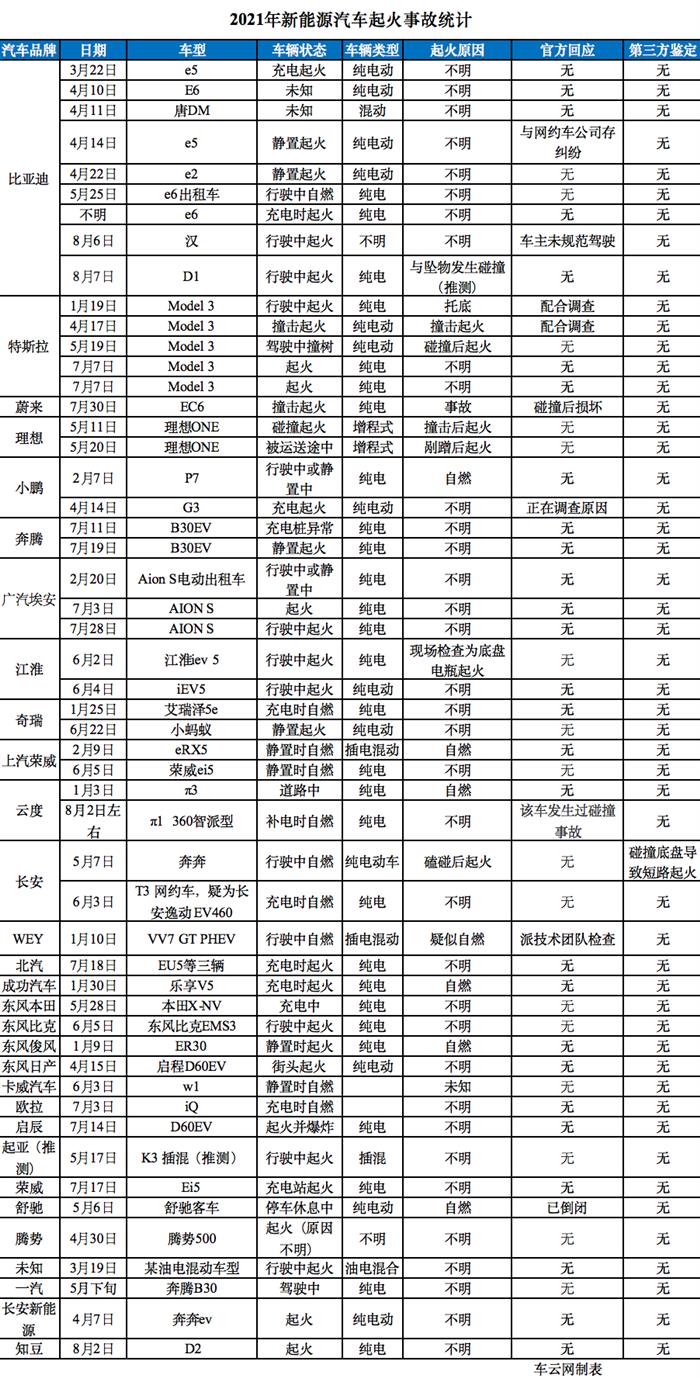 2021年新能源汽车起火事故统计
汽车品牌 日期 车型 车辆状态 车辆类型 起火原因 官方回应 第三方鉴定
比亚迪 3月22日 e5 充电起火 纯电动 不明 无 无
4月10日 E6 未知 纯电动 不明 无 无
4月11日 唐DM 未知 混动 不明 无 无
4月14日 e5 静置起火 纯电动 不明 与网约车公司存
纠纷 无
4月22日 e2 静置起火 纯电动 不明 无 无
5月25日 e6出租车 行驶中自燃 纯电 不明 无 无
不明 e6 充电时起火 纯电 不明 无 无
8月6日 汉 行驶中起火 不明 不明 车主未规范驾驶 无
8月7日 D1 行驶中起火 纯电 与坠物发生碰撞
（推测） 无 无
特斯拉 1月19日 Model 3 行驶中起火 纯电 托底 配合调查 无
4月17日 Model 3 撞击起火 纯电动 撞击起火 配合调查 无
5月19日 Model 3 驾驶中撞树 纯电动 碰撞后起火 无 无
7月7日 Model 3 起火 纯电 不明 无 无
7月7日 Model 3 起火 纯电 不明 无 无
蔚来 7月30日 EC6 撞击起火 纯电 事故 碰撞后损坏 无
理想 5月11日 理想ONE 碰撞起火 增程式 撞击后起火 无 无
5月20日 理想ONE 被运送途中 增程式 剐蹭后起火 无 无
小鹏 2月7日 P7 行驶中或静
置中 纯电 自燃 无 无
4月14日 G3 充电起火 纯电动 不明 正在调查原因 无
奔腾 7月11日 B30EV 充电桩异常 纯电 不明 无 无
7月19日 B30EV 静置起火 纯电 不明 无 无
广汽埃安 2月20日 Aion S电动出租车 行驶中或静
置中 纯电 不明 无 无
7月3日 AION S 起火 纯电 不明 无 无
7月28日 AION S 行驶中起火 纯电 不明 无 无
江淮 6月2日 江淮iev 5 行驶中起火 纯电 现场检查为底盘
电瓶起火 无 无
6月4日 iEV5 行驶中起火 纯电动 不明 无 无
奇瑞 1月25日 艾瑞泽5e 充电时自燃 纯电 不明 无 无
6月22日 小蚂蚁 静置起火 纯电动 不明 无 无
上汽荣威 2月9日 eRX5 静置时自燃 插电混动 自燃 无 无
6月5日 荣威ei5 静置时自燃 纯电 不明 无 无
云度 1月3日 π3 道路中 纯电 自燃 无 无
8月2日左
右 π1 360智派型 补电时自燃 纯电 不明 该车发生过碰撞
事故 无
长安 5月7日 奔奔 行驶中自燃 纯电动车 磕碰后起火 无 碰撞底盘导
致短路起火
6月3日 T3 网约车，疑为长
安逸动EV460 充电时自燃 纯电 不明 无 无
WEY 1月10日 VV7 GT PHEV 行驶中自燃 插电混动 疑似自燃 派技术团队检查 无
北汽 7月18日 EU5等三辆 充电时起火 纯电 不明 无 无
成功汽车 1月30日 乐享V5 充电时起火 纯电 自燃 无 无
东风本田 5月28日 本田X-NV 充电中 纯电 不明 无 无
东风比克 6月5日 东风比克EMS3 行驶中起火 纯电 不明 无 无
东风俊风 1月9日 ER30 静置时起火 纯电 自燃 无 无
东风日产 4月15日 启程D60EV 街头起火 纯电动 不明 无 无
卡威汽车 6月3日 w1 静置时自燃 未知 无 无
欧拉 7月3日 iQ 充电时自燃 不明 无 无
启辰 7月14日 D60EV 起火并爆炸 纯电 不明 无 无
起亚（推
测） 5月17日 K3 插混（推测） 行驶中起火 插混 不明 无 无
荣威 7月17日 Ei5 充电站起火 纯电 不明 无 无
舒驰 5月6日 舒驰客车 停车休息中 纯电动 自燃 已倒闭 无
腾势 4月30日 腾势500 起火（原因
不明） 不明 不明 无 无
未知 3月19日 某油电混动车型 行驶中起火 油电混合 不明 无 无
一汽 5月下旬 奔腾B30 驾驶中 纯电 不明 无 无
长安新能
源 4月7日 奔奔ev 起火 纯电动 不明 无 无
知豆 8月2日 D2 起火 纯电 不明 无 无
车云网制表